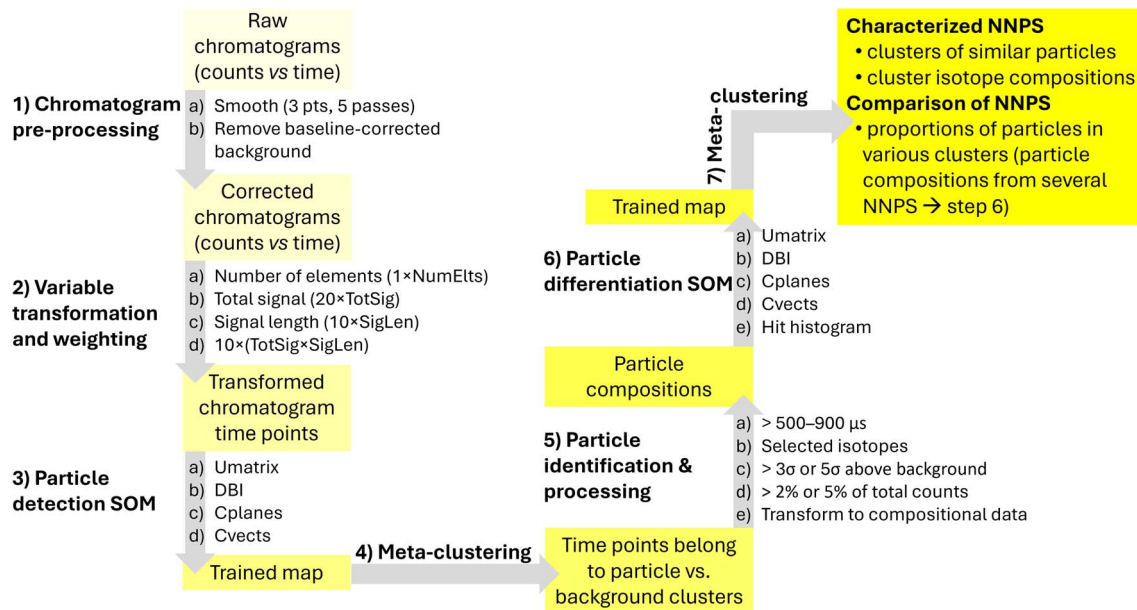 Raw
chromatograms
(counts vs time)
1) Chromatogram
pre-processing
a) Smooth (3 pts, 5 passes)
b) Remove baseline-corrected
background
Corrected
chromatograms
(counts vs time)
2) Variable
transformation
and weighting
a) Number of elements (1×NumElts)
b) Total signal (20×TotSig)
c) Signal length (10×SigLen)
d) 10×(TotSig×SigLen)
Transformed
chromatogram
time points
3) Particle
detection SOM
a) Umatrix
b) DBI
c) Cplanes
d) Cvects
Trained map
4) Meta-clustering
Time points belong
to particle vs.
background clusters
5) Particle
identification &
processing
a) > 500–900 µs
b) Selected isotopes
c) > 3σ or 5σ above background
d) > 2% or 5% of total counts
e) Transform to compositional data
Particle
compositions
6) Particle
differentiation SOM
a) Umatrix
b) DBI
c) Cplanes
d) Cvects
e) Hit histogram
Trained map
7) Meta-
clustering
Characterized NNPS
• clusters of similar particles
• cluster isotope compositions
Comparison of NNPS
• proportions of particles in
various clusters (particle
compositions from several
NNPS → step 6)